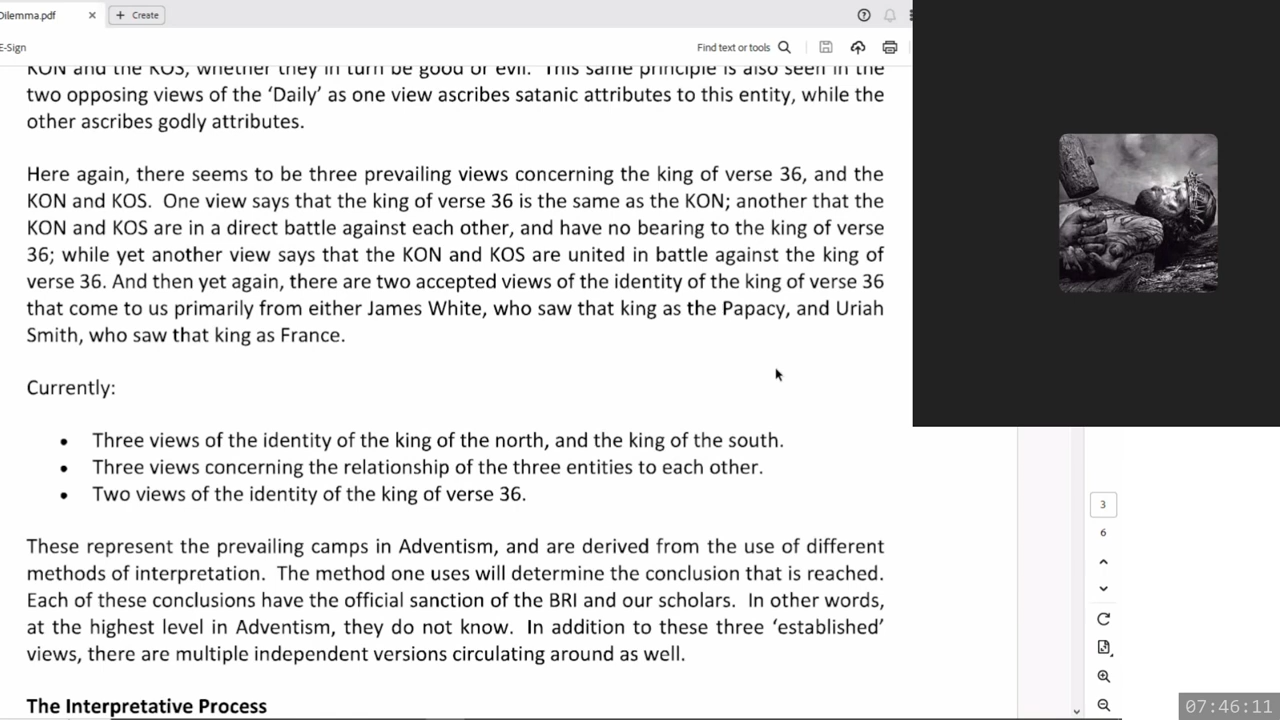 Dilemma.pdf
Create
E-Sign
Find text or tools
KON and the KOS, whether they in turn be good or evil. This same principle is also seen in the
two opposing views of the ‘Daily’ as one view ascribes satanic attributes to this entity, while the
other ascribes godly attributes.
Here again, there seems to be three prevailing views concerning the king of verse 36, and the
KON and KOS. One view says that the king of verse 36 is the same as the KON; another that the
KON and KOS are in a direct battle against each other, and have no bearing to the king of verse
36; while yet another view says that the KON and KOS are united in battle against the king of
verse 36. And then yet again, there are two accepted views of the identity of the king of verse 36
that come to us primarily from either James White, who saw that king as the Papacy, and Uriah
Smith, who saw that king as France.
Currently:
• Three views of the identity of the king of the north, and the king of the south.
• Three views concerning the relationship of the three entities to each other.
• Two views of the identity of the king of verse 36.
These represent the prevailing camps in Adventism, and are derived from the use of different
methods of interpretation. The method one uses will determine the conclusion that is reached.
Each of these conclusions have the official sanction of the BRI and our scholars. In other words,
at the highest level in Adventism, they do not know. In addition to these three ‘established’
views, there are multiple independent versions circulating around as well.
The Interpretative Process
3
6
07:46:11